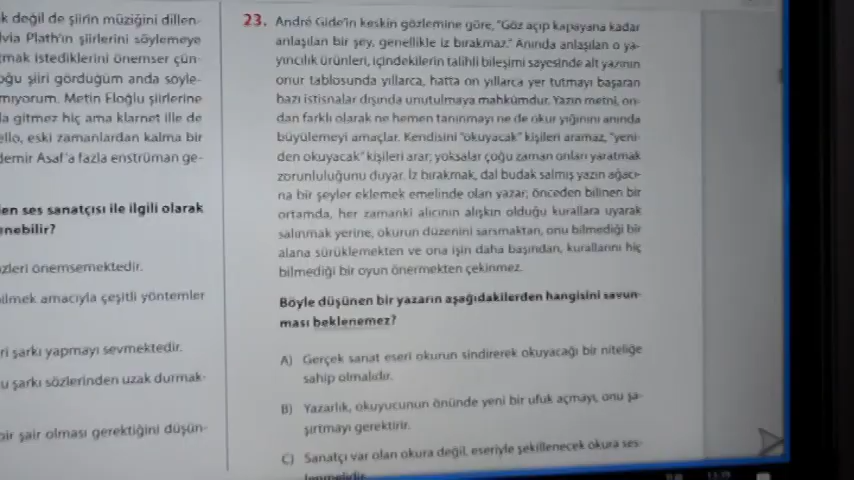 k değil de şiirin müziğini dillen-
lvia Plath'ın şiirlerini söylemeye
mak istediklerini önemser çün-
oğu şiiri gördüğüm anda söyle-
mıyorum. Metin Eloğlu şiirlerine
la gitmez hiç ama klarnet ille de
ello, eski zamanlardan kalma bir
demir Asaf'a fazla enstrüman ge-
en ses sanatçısı ile ilgili olarak
enebilir?
zleri önemsemektedir.
ilmek amacıyla çeşitli yöntemler
ri şarkı yapmayı sevmektedir.
u şarkı sözlerinden uzak durmak-
bir şair olması gerektiğini düşün-
23. André Gide'in keskin gözlemine göre, "Göz açıp kapayana kadar
anlaşılan bir şey, genellikle iz bırakmaz." Anında anlaşılan o ya-
yıncılık ürünleri, içindekilerin talihli bileşimi sayesinde alt yazının
onur tablosunda yıllarca, hatta on yıllarca yer tutmayı başaran
bazı istisnalar dışında unutulmaya mahkûmdur. Yazın metni, on-
dan farklı olarak ne hemen tanınmayı ne de okur yığınını anında
büyülemeyi amaçlar. Kendisini "okuyacak" kişileri aramaz, "yeni-
den okuyacak" kişileri arar; yoksalar çoğu zaman onları yaratmak
zorunluluğunu duyar. İz bırakmak, dal budak salmış yazın ağacı-
na bir şeyler eklemek emelinde olan yazar; önceden bilinen bir
ortamda, her zamanki alıcının alışkın olduğu kurallara uyarak
salınmak yerine, okurun düzenini sarsmaktan, onu bilmediği bir
alana sürüklemekten ve ona işin daha başından, kurallarını hiç
bilmediği bir oyun önermekten çekinmez.
Böyle düşünen bir yazarın aşağıdakilerden hangisini savun-
ması beklenemez?
A) Gerçek sanat eseri okurun sindirerek okuyacağı bir niteliğe
sahip olmalıdır.
B) Yazarlık, okuyucunun önünde yeni bir ufuk açmayı, onu şa-
şırtmayı gerektirir.
C) Sanatçı var olan okura değil, eseriyle şekillenecek okura ses-
lenmelidir.